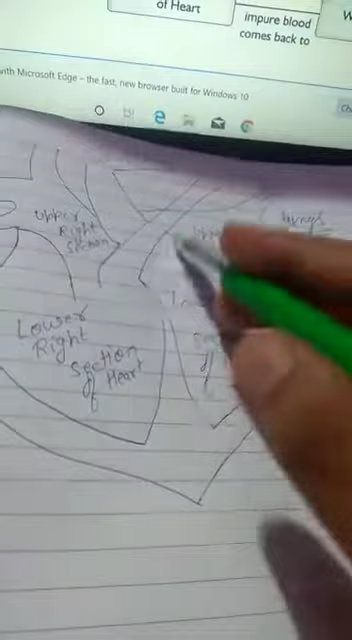 of Heart
impure blood
comes back to
with Microsoft Edge – the fast, new browser built for Windows 10
Upper
Right
Section
lungs
Lower
Right
Section
of Heart
of